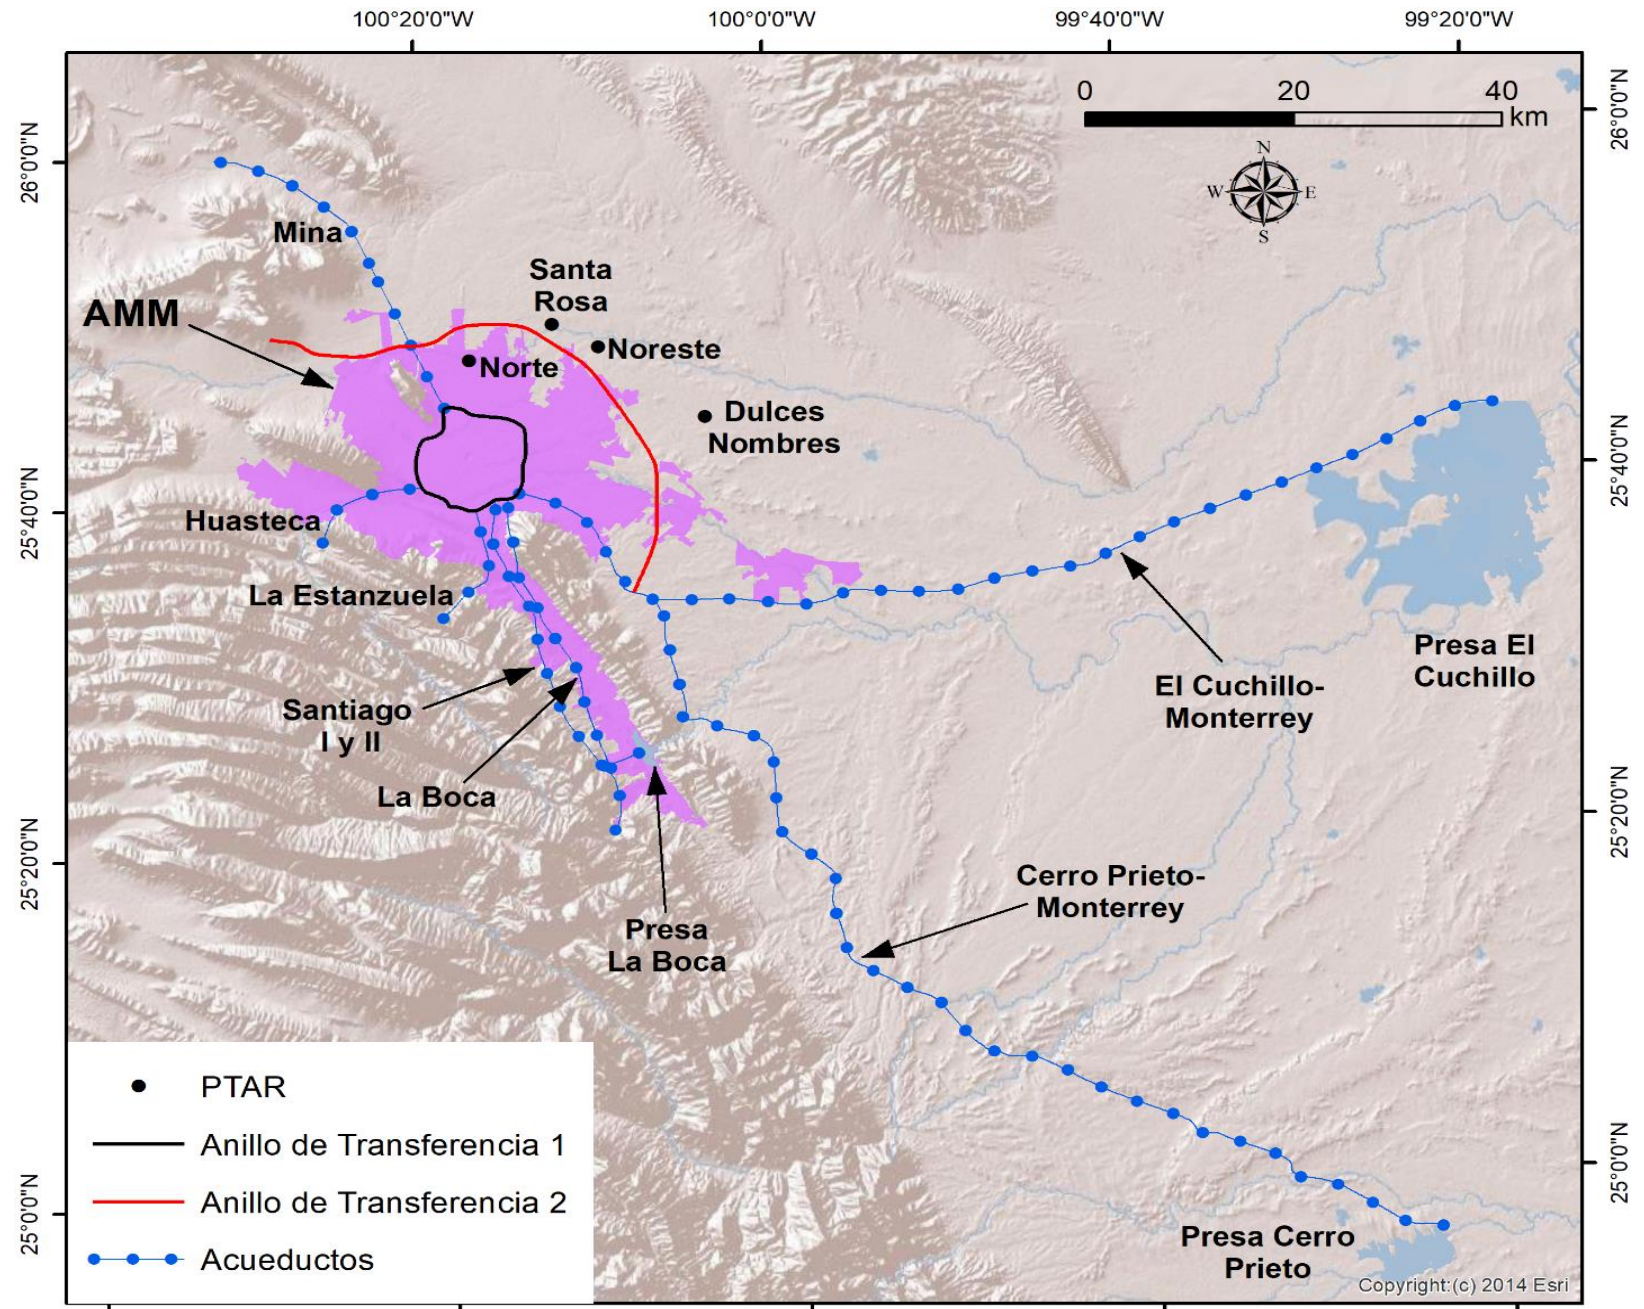 100°20'0"W
100°0'0"W
99°40'0"W
99°20'0"W
0
20
40
km
26°0'0"N
26°0'0"N
N
W
E
S
Mina
Santa
Rosa
AMM
Noreste
Norte
Dulces
Nombres
25°40'0"N
25°40'0"N
Huasteca
La Estanzuela
Presa El
Cuchillo
El Cuchillo-
Monterrey
Santiago
I y II
La Boca
25°20'0"N
25°20'0"N
Cerro Prieto-
Monterrey
Presa
La Boca
PTAR
Anillo de Transferencia 1
Anillo de Transferencia 2
Acueductos
25°0'0"N
25°0'0"N
Presa Cerro
Prieto
Copyright:(c) 2014 Esri